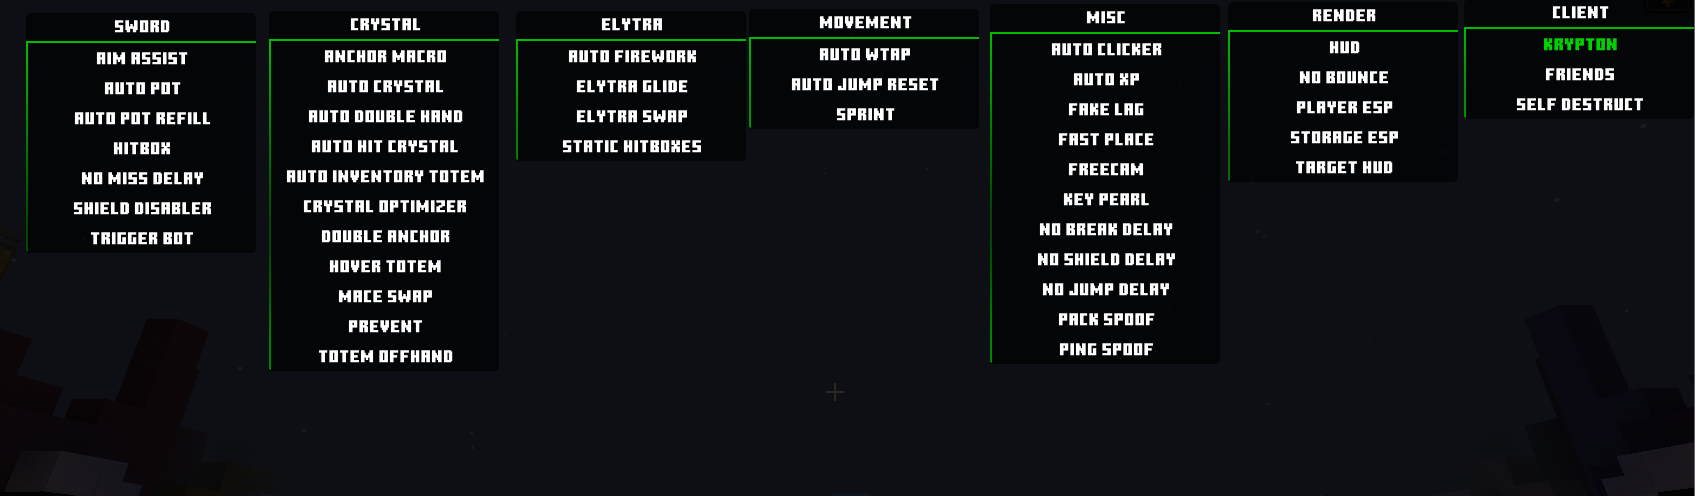 SWORD
AIM ASSIST
AUTO POT
AUTO POT REFILL
HITBOX
NO MISS DELAY
SHIELD DISABLER
TRIGGER BOT
CRYSTAL
ANCHOR MACRO
AUTO CRYSTAL
AUTO DOUBLE HAND
AUTO HIT CRYSTAL
AUTO INVENTORY TOTEM
CRYSTAL OPTIMIZER
DOUBLE ANCHOR
HOVER TOTEM
MACE SWAP
PREVENT
TOTEM OFFHAND
ELYTRA
AUTO FIREWORK
ELYTRA GLIDE
ELYTRA SWAP
STATIC HITBOXES
MOVEMENT
AUTO WTAP
AUTO JUMP RESET
SPRINT
MISC
AUTO CLICKER
AUTO XP
FAKE LAG
FAST PLACE
FREECAM
KEY PEARL
NO BREAK DELAY
NO SHIELD DELAY
NO JUMP DELAY
PACK SPOOF
PING SPOOF
RENDER
HUD
NO BOUNCE
PLAYER ESP
STORAGE ESP
TARGET HUD
CLIENT
KRYPTON
FRIENDS
SELF DESTRUCT